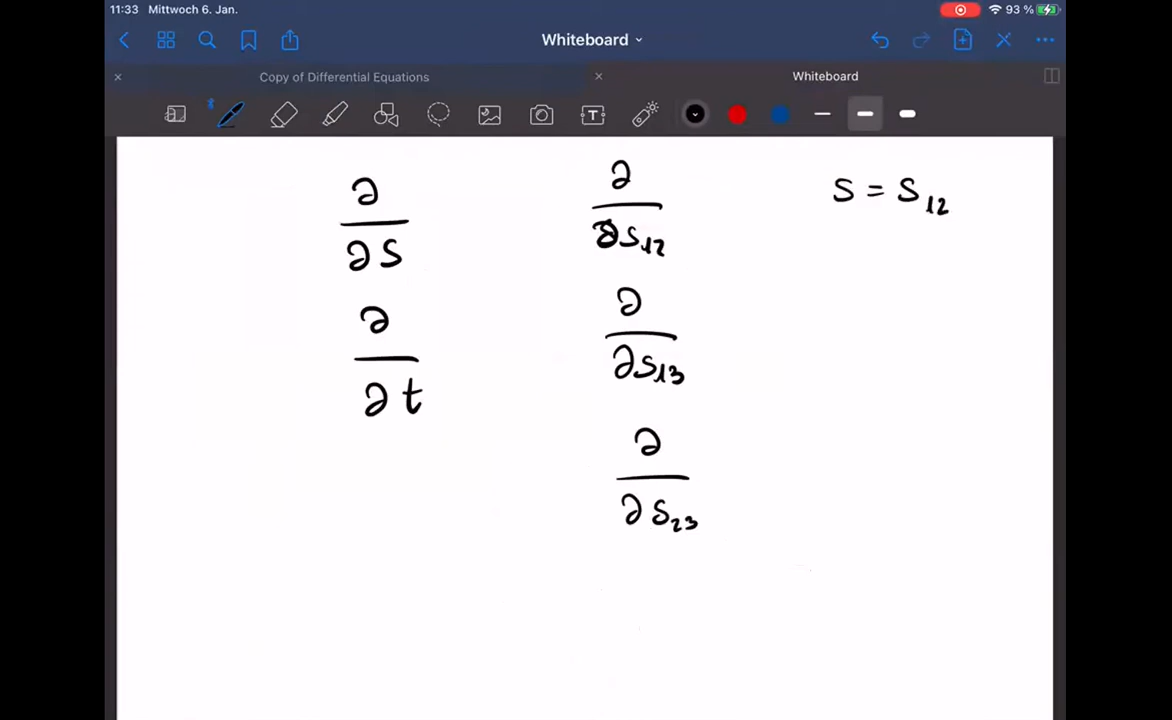 11:33 Mittwoch 6. Jan. 93 %
Whiteboard
Copy of Differential Equations Whiteboard
T
∂/∂S ∂/∂S₁₂ S = S₁₂
∂/∂t ∂/∂S₁₃
∂/∂S₂₃